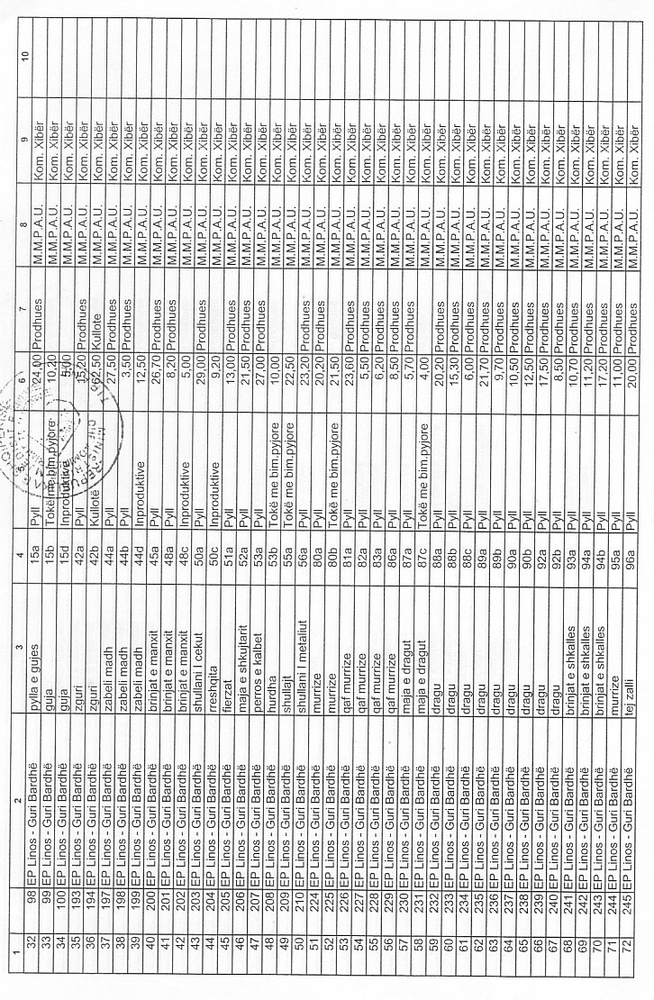 1 2 3 4 6 7 8 9 10
32 98 EP Linos - Guri Bardhë pylla e gujes 15a Pyll 24,00 Prodhues M.M.P.A.U. Kom. Xibër
33 99 EP Linos - Guri Bardhë guja 15b Tokë me bim.pyjore 10,20 M.M.P.A.U. Kom. Xibër
34 100 EP Linos - Guri Bardhë guja 15d Inproduktive M.M.P.A.U. Kom. Xibër
35 193 EP Linos - Guri Bardhë zguri 42a Pyll 15,20 Prodhues M.M.P.A.U. Kom. Xibër
36 194 EP Linos - Guri Bardhë zguri 42b Kullotë 62,50 Kullote M.M.P.A.U. Kom. Xibër
37 197 EP Linos - Guri Bardhë zabeli madh 44a Pyll 27,50 Prodhues M.M.P.A.U. Kom. Xibër
38 198 EP Linos - Guri Bardhë zabeli madh 44b Pyll 3,50 Prodhues M.M.P.A.U. Kom. Xibër
39 199 EP Linos - Guri Bardhë zabeli madh 44d Inproduktive 12,50 M.M.P.A.U. Kom. Xibër
40 200 EP Linos - Guri Bardhë brinjat e manxit 45a Pyll 26,70 Prodhues M.M.P.A.U. Kom. Xibër
41 201 EP Linos - Guri Bardhë brinjat e manxit 48a Pyll 8,20 Prodhues M.M.P.A.U. Kom. Xibër
42 202 EP Linos - Guri Bardhë brinjat e manxit 48c Inproduktive 5,00 M.M.P.A.U. Kom. Xibër
43 203 EP Linos - Guri Bardhë shullani I cekut 50a Pyll 29,00 Prodhues M.M.P.A.U. Kom. Xibër
44 204 EP Linos - Guri Bardhë rreshqita 50c Inproduktive 9,20 M.M.P.A.U. Kom. Xibër
45 205 EP Linos - Guri Bardhë fierzat 51a Pyll 13,00 Prodhues M.M.P.A.U. Kom. Xibër
46 206 EP Linos - Guri Bardhë maja e shkujtarit 52a Pyll 21,50 Prodhues M.M.P.A.U. Kom. Xibër
47 207 EP Linos - Guri Bardhë perros e kalbet 53a Pyll 27,00 Prodhues M.M.P.A.U. Kom. Xibër
48 208 EP Linos - Guri Bardhë hurdha 53b Tokë me bim.pyjore 10,00 M.M.P.A.U. Kom. Xibër
49 209 EP Linos - Guri Bardhë shullajt 55a Tokë me bim.pyjore 22,50 M.M.P.A.U. Kom. Xibër
50 210 EP Linos - Guri Bardhë shullani I metaliut 56a Pyll 23,20 Prodhues M.M.P.A.U. Kom. Xibër
51 224 EP Linos - Guri Bardhë murrize 80a Pyll 20,20 Prodhues M.M.P.A.U. Kom. Xibër
52 225 EP Linos - Guri Bardhë murrize 80b Tokë me bim.pyjore 21,50 M.M.P.A.U. Kom. Xibër
53 226 EP Linos - Guri Bardhë qaf murrize 81a Pyll 23,60 Prodhues M.M.P.A.U. Kom. Xibër
54 227 EP Linos - Guri Bardhë qaf murrize 82a Pyll 5,50 Prodhues M.M.P.A.U. Kom. Xibër
55 228 EP Linos - Guri Bardhë qaf murrize 83a Pyll 6,20 Prodhues M.M.P.A.U. Kom. Xibër
56 229 EP Linos - Guri Bardhë qaf murrize 86a Pyll 8,50 Prodhues M.M.P.A.U. Kom. Xibër
57 230 EP Linos - Guri Bardhë maja e dragut 87a Pyll 5,70 Prodhues M.M.P.A.U. Kom. Xibër
58 231 EP Linos - Guri Bardhë maja e dragut 87c Tokë me bim.pyjore 4,00 M.M.P.A.U. Kom. Xibër
59 232 EP Linos - Guri Bardhë dragu 88a Pyll 20,20 Prodhues M.M.P.A.U. Kom. Xibër
60 233 EP Linos - Guri Bardhë dragu 88b Pyll 15,30 Prodhues M.M.P.A.U. Kom. Xibër
61 234 EP Linos - Guri Bardhë dragu 88c Pyll 6,00 Prodhues M.M.P.A.U. Kom. Xibër
62 235 EP Linos - Guri Bardhë dragu 89a Pyll 21,70 Prodhues M.M.P.A.U. Kom. Xibër
63 236 EP Linos - Guri Bardhë dragu 89b Pyll 9,70 Prodhues M.M.P.A.U. Kom. Xibër
64 237 EP Linos - Guri Bardhë dragu 90a Pyll 10,50 Prodhues M.M.P.A.U. Kom. Xibër
65 238 EP Linos - Guri Bardhë dragu 90b Pyll 12,50 Prodhues M.M.P.A.U. Kom. Xibër
66 239 EP Linos - Guri Bardhë dragu 92a Pyll 17,50 Prodhues M.M.P.A.U. Kom. Xibër
67 240 EP Linos - Guri Bardhë dragu 92b Pyll 8,50 Prodhues M.M.P.A.U. Kom. Xibër
68 241 EP Linos - Guri Bardhë brinjat e shkalles 93a Pyll 10,70 Prodhues M.M.P.A.U. Kom. Xibër
69 242 EP Linos - Guri Bardhë brinjat e shkalles 94a Pyll 11,20 Prodhues M.M.P.A.U. Kom. Xibër
70 243 EP Linos - Guri Bardhë brinjat e shkalles 94b Pyll 17,20 Prodhues M.M.P.A.U. Kom. Xibër
71 244 EP Linos - Guri Bardhë murrize 95a Pyll 11,00 Prodhues M.M.P.A.U. Kom. Xibër
72 245 EP Linos - Guri Bardhë tej zalli 96a Pyll 20,00 Prodhues M.M.P.A.U. Kom. Xibër